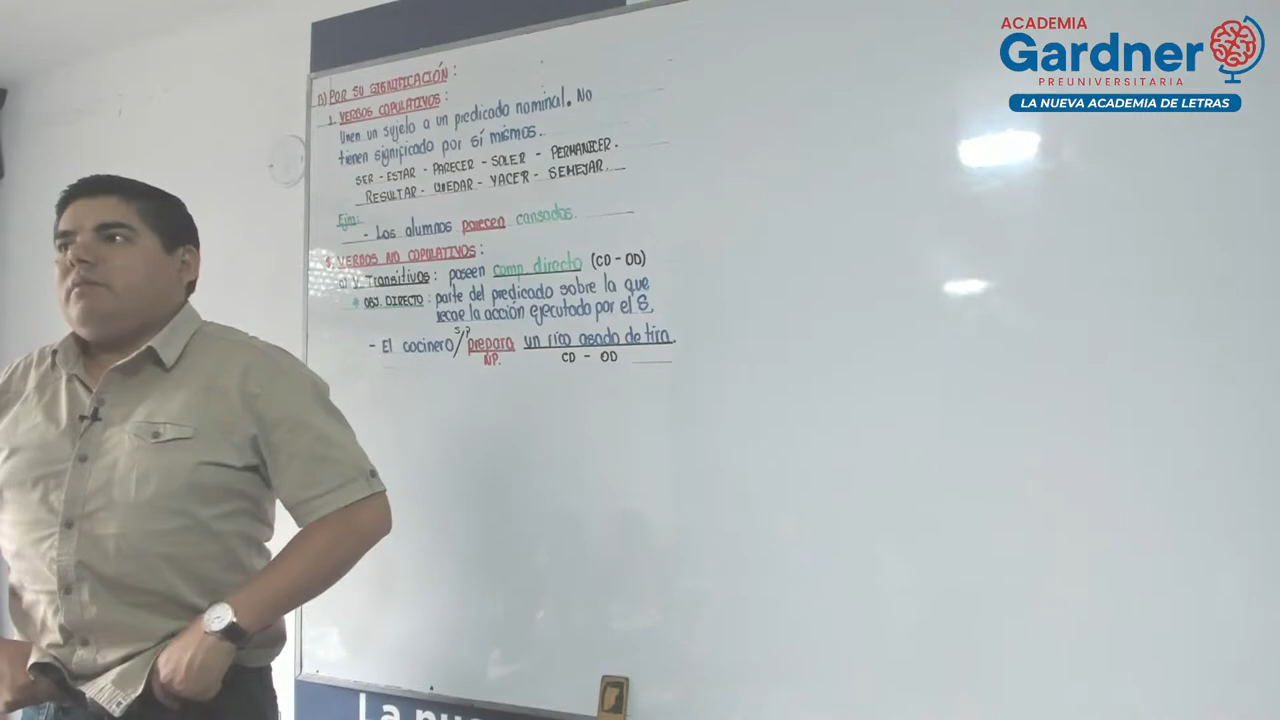 B) POR SU SIGNIFICACIÓN:
1. VERBOS COPULATIVOS:
Unen un sujeto a un predicado nominal. No
tienen significado por sí mismos.
SER - ESTAR - PARECER - SOLER - PERMANECER.
RESULTAR - QUEDAR - YACER - SEMEJAR.
Ejm:
- Los alumnos parecen cansados.
VERBOS NO COPULATIVOS:
a) V. Transitivos: poseen comp directo (CD - OD)
OBJ. DIRECTO: parte del predicado sobre la que
recae la acción ejecutado por el S.
S/P
- El cocinero/prepara un rico asado de tira.
N.P. CD - OD
ACADEMIA
Gardner
PREUNIVERSITARIA
LA NUEVA ACADEMIA DE LETRAS
La